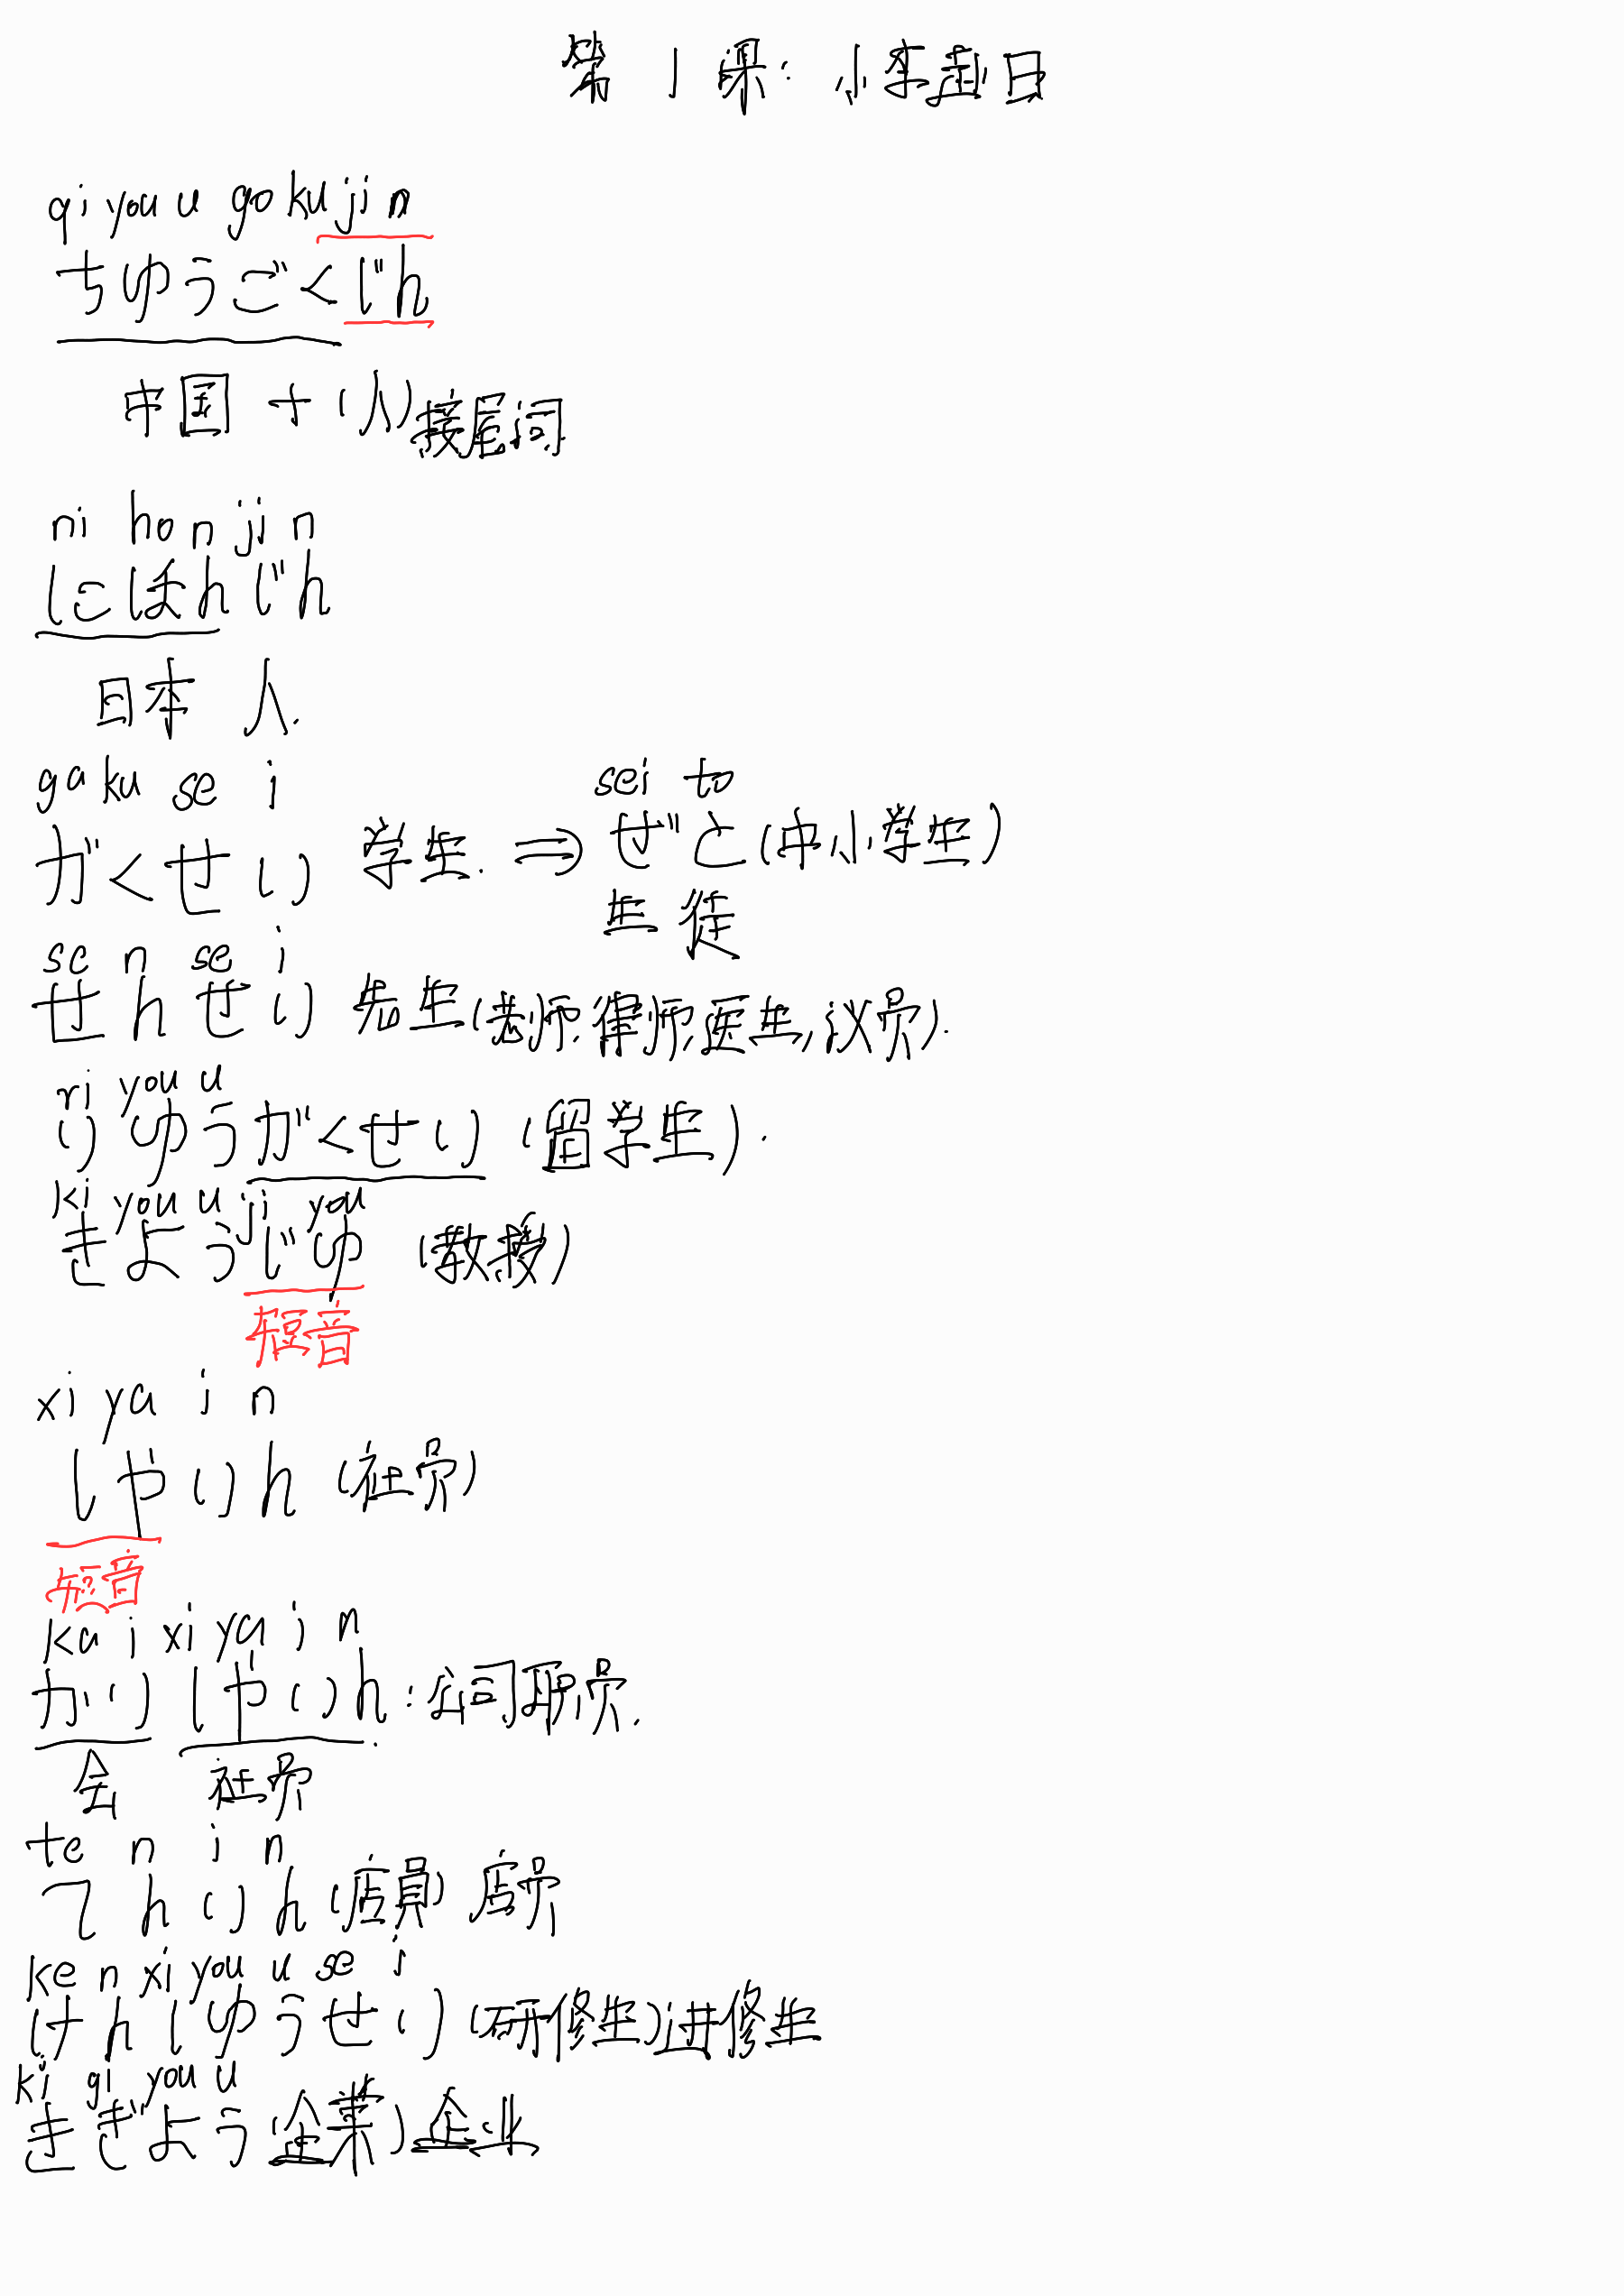 第1课:小李赴日
qi you u go ku jin
ちゆうごくじん
中国+(人)接尾词
ni hon jin
にほんじん
日本 人.
ga ku se i sei to
がくせい 学生. ⇒ ぜと(中小学生)
生徒
se n se i
せんせい 先生(老师,律师,医生,议员).
ri you u
りゆうがくせい (留学生).
ki you u ji you
きようじゆ (教授)
短音
xi ya i n
しやいん (社员)
短音
ka i xi ya i n
かいしやいん:公司职员.
会 社员
te n i n
てんいん(店員) 店员
ke n xi you u se i
けんしゆうせい(研修生)进修生
ki gi you u
きぎよう(企業)企业